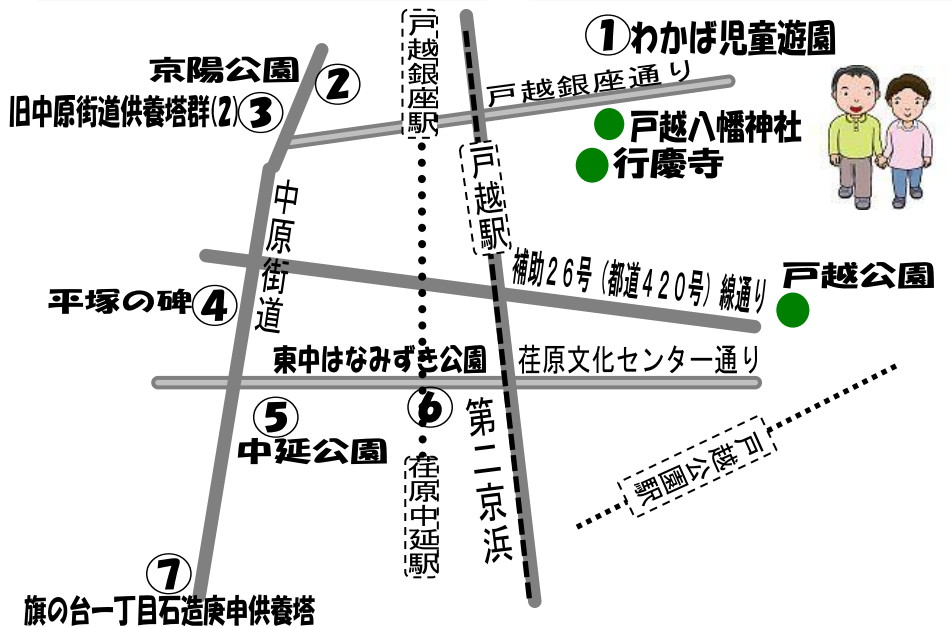 ①わかば児童遊園
京陽公園
②
戸越銀座駅
戸越銀座通り
旧中原街道供養塔群(2)③
戸越八幡神社
行慶寺
戸越駅
中原街道
補助26号(都道420号)線通り
戸越公園
平塚の碑④
東中はなみずき公園
荏原文化センター通り
⑤
中延公園
⑥
第二京浜
戸越公園駅
荏原中延駅
⑦
旗の台一丁目石造庚申供養塔